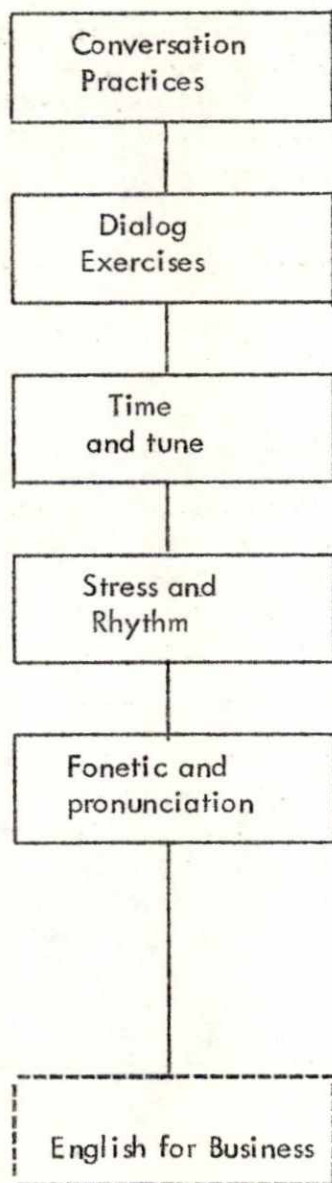 Conversation
Practices
Dialog
Exercises
Time
and tune
Stress and
Rhythm
Fonetic and
pronunciation
English for Business